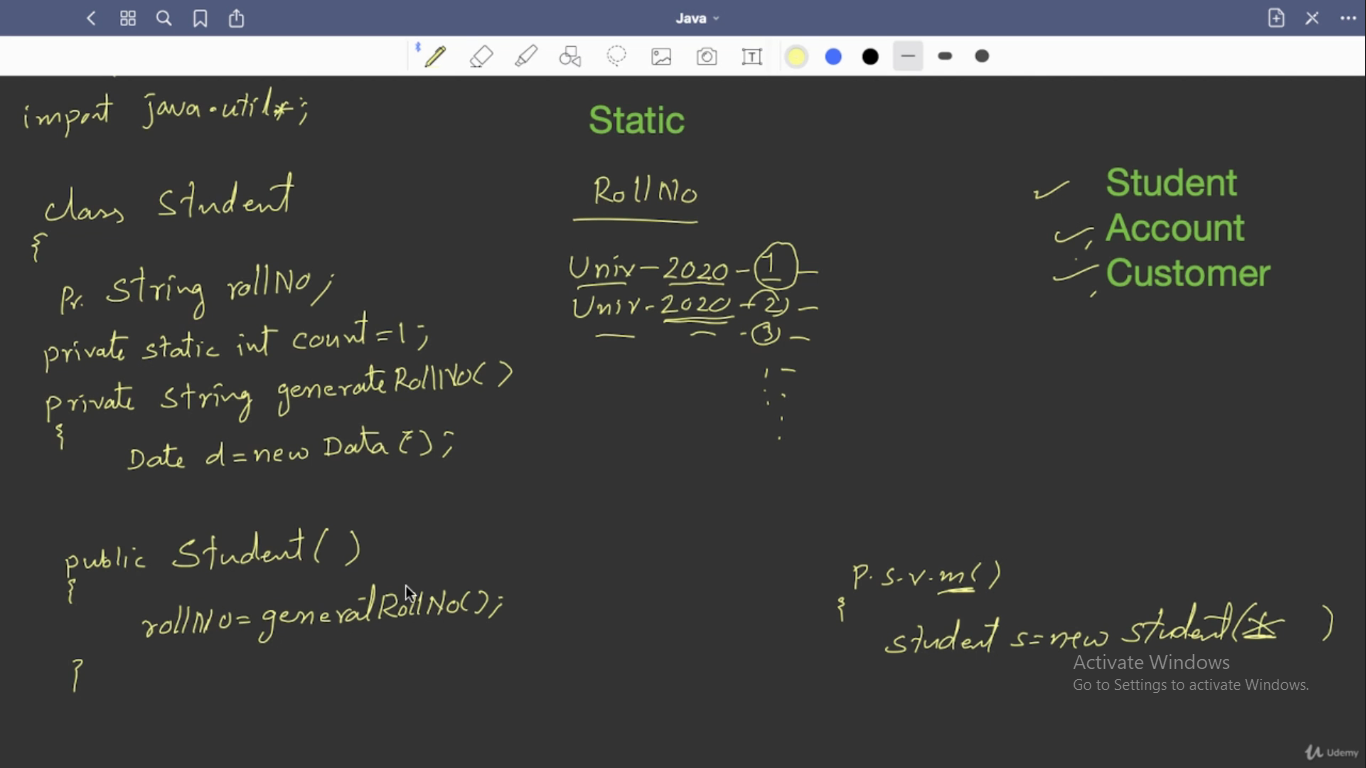 Java
import java.util*;
Static
class Student
{
Pr. String rollNo;
private static int count=1;
private String generateRollNo()
{
Date d=new Data();
public Student()
{
rollNo=generatRollNo();
}
RollNo
Univ-2020-1-
Univ-2020-2-
-3-
Student
Account
Customer
P.s.v.m()
{
student s=new student( )
Activate Windows
Go to Settings to activate Windows.
Udemy